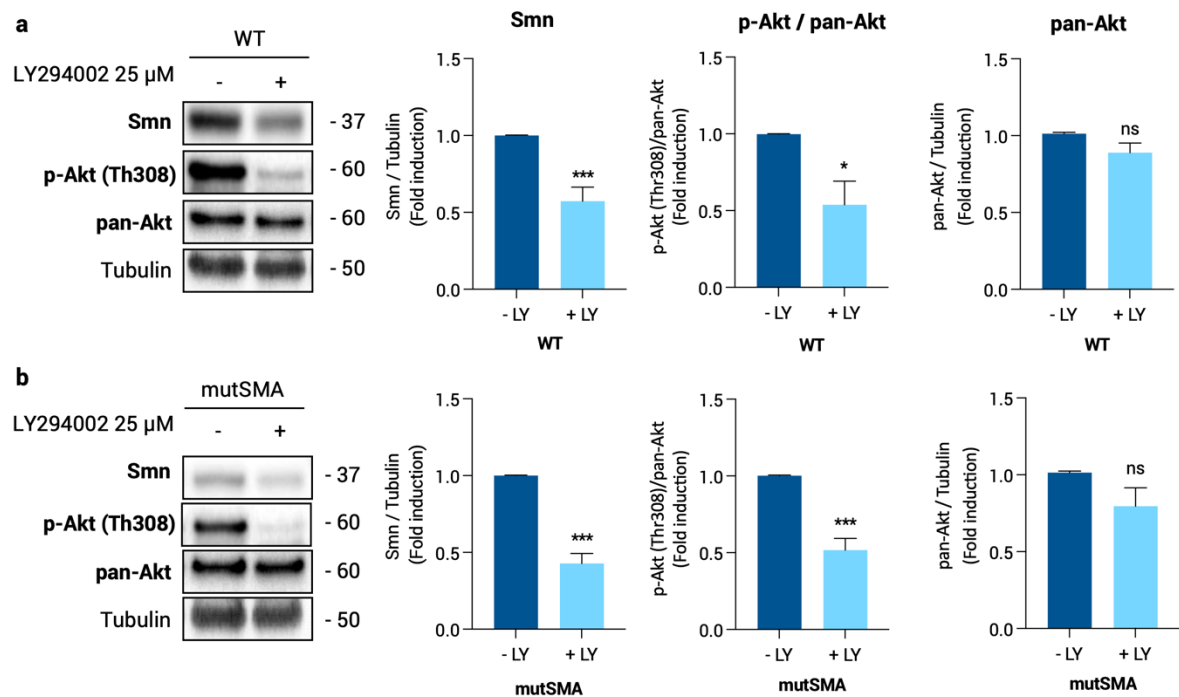 a
WT
LY294002 25 µM
- +
Smn
- 37
p-Akt (Th308)
- 60
pan-Akt
- 60
Tubulin
- 50
Smn
Smn / Tubulin
(Fold induction)
1.5
1.0
0.5
0.0
***
- LY + LY
WT
p-Akt / pan-Akt
p-Akt (Thr308)/pan-Akt
(Fold induction)
1.5
1.0
0.5
0.0
*
- LY + LY
WT
pan-Akt
pan-Akt / Tubulin
(Fold induction)
1.5
1.0
0.5
0.0
ns
- LY + LY
WT
b
mutSMA
LY294002 25 µM
- +
Smn
- 37
p-Akt (Th308)
- 60
pan-Akt
- 60
Tubulin
- 50
Smn / Tubulin
(Fold induction)
1.5
1.0
0.5
0.0
***
- LY + LY
mutSMA
p-Akt (Thr308)/pan-Akt
(Fold induction)
1.5
1.0
0.5
0.0
***
- LY + LY
mutSMA
pan-Akt / Tubulin
(Fold induction)
1.5
1.0
0.5
0.0
ns
- LY + LY
mutSMA